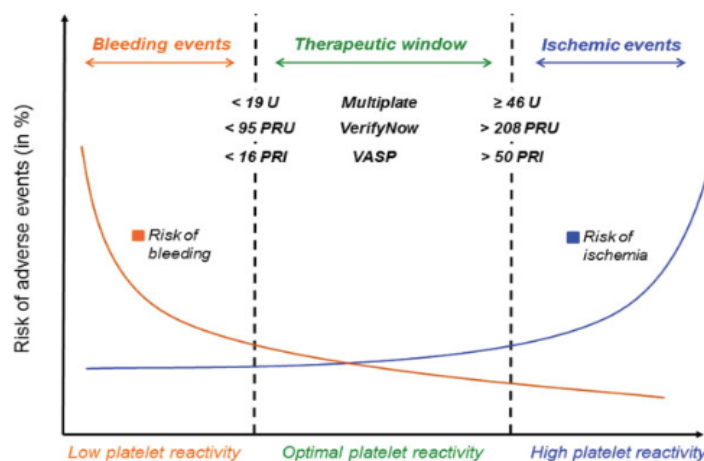 Bleeding events Therapeutic window Ischemic events
< 19 U Multiplate ≥ 46 U
< 95 PRU VerifyNow > 208 PRU
< 16 PRI VASP > 50 PRI
Risk of
bleeding
Risk of
ischemia
Risk of adverse events (in %)
Low platelet reactivity Optimal platelet reactivity High platelet reactivity